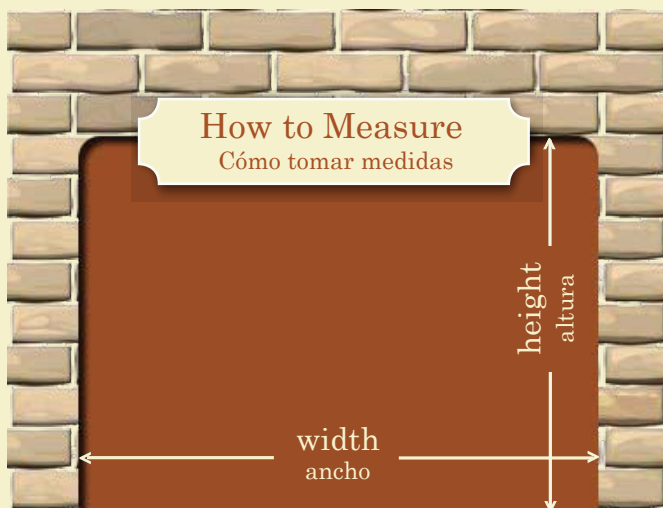 How to Measure
Cómo tomar medidas
height
altura
width
ancho